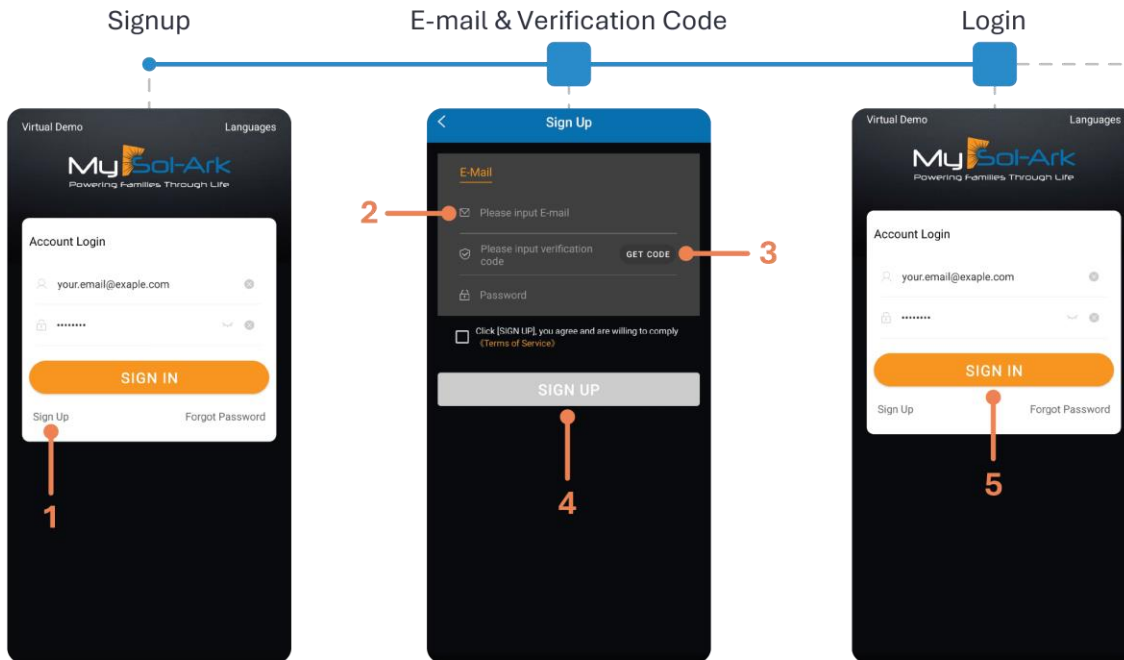 Signup
E-mail & Verification Code
Login
Virtual Demo
Languages
My Sol-Ark
Powering Families Through Life
Account Login
your.email@exaple.com
••••••••
SIGN IN
Sign Up
Forgot Password
1
Sign Up
E-Mail
2
Please input E-mail
Please input verification
code
GET CODE
3
Password
Click [SIGN UP], you agree and are willing to comply
《Terms of Service》
SIGN UP
4
Virtual Demo
Languages
My Sol-Ark
Powering Families Through Life
Account Login
your.email@exaple.com
••••••••
SIGN IN
Sign Up
Forgot Password
5